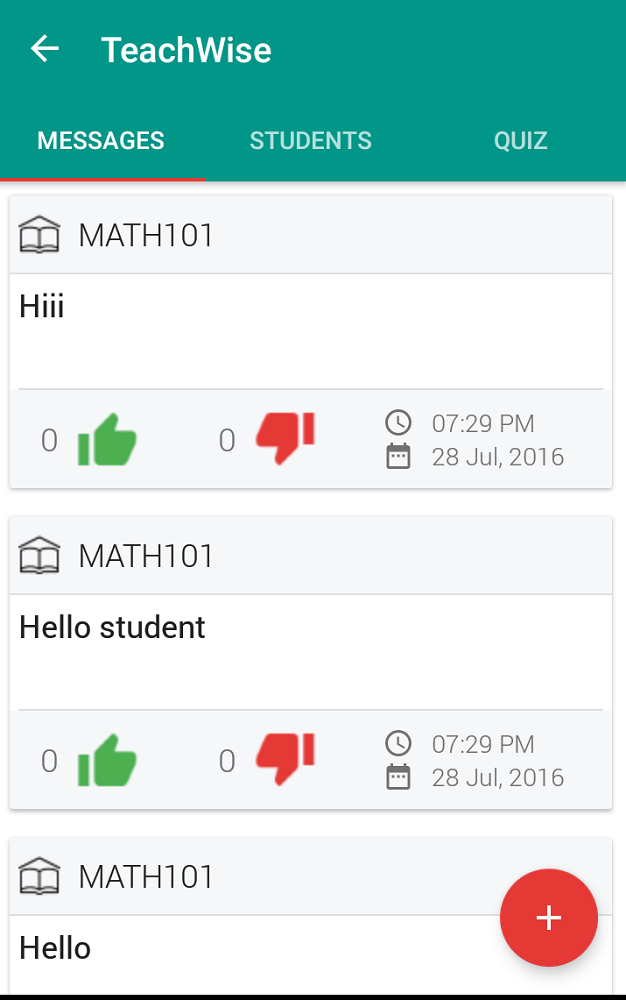 TeachWise
MESSAGES STUDENTS QUIZ
MATH101
Hiii
0 0 07:29 PM
28 Jul, 2016
MATH101
Hello student
0 0 07:29 PM
28 Jul, 2016
MATH101
Hello